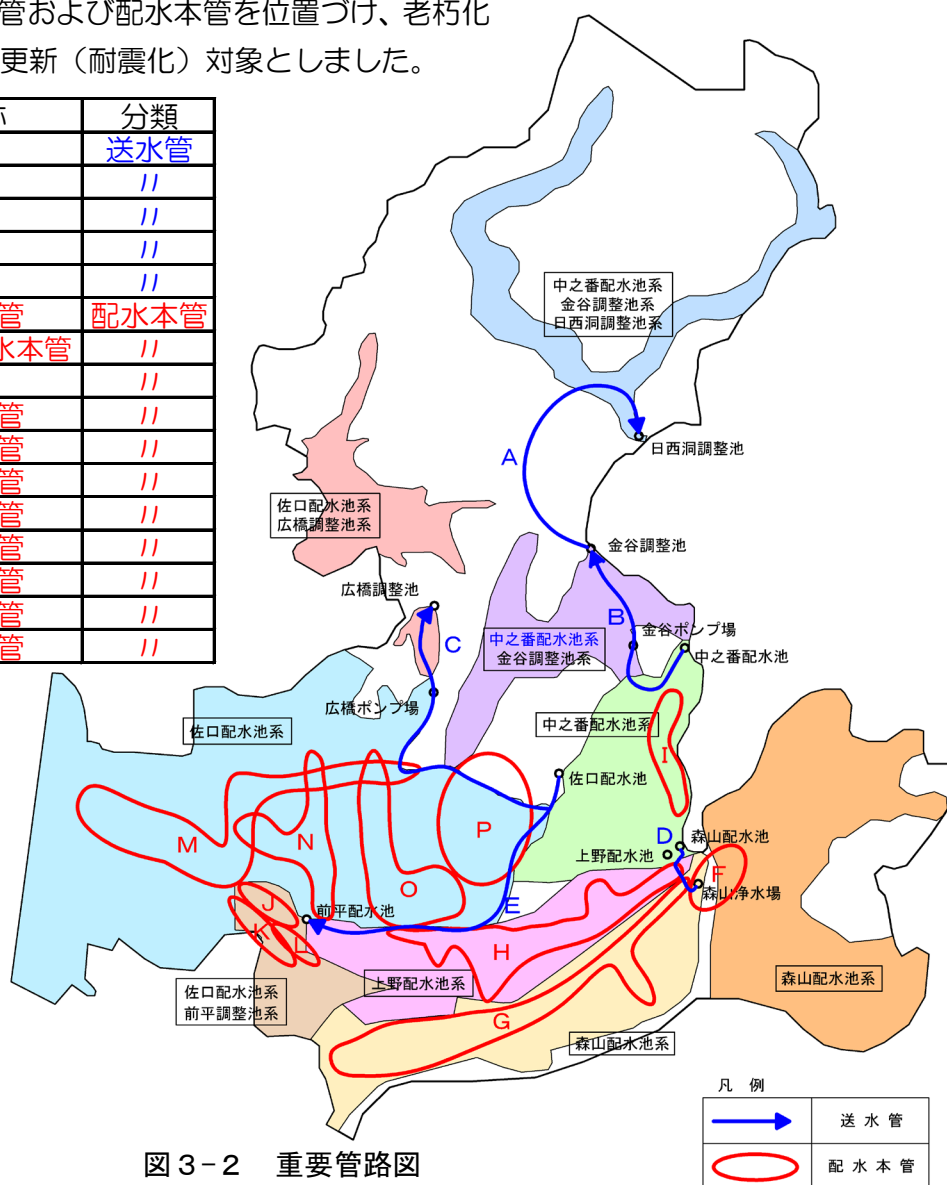 管および配水本管を位置づけ、老朽化
更新（耐震化）対象としました。
分類
送水管
〃
〃
〃
〃
管 配水本管
水本管 〃
〃
管 〃
管 〃
管 〃
管 〃
管 〃
管 〃
管 〃
管 〃
中之番配水池系
金谷調整池系
日西洞調整池系
A
日西洞調整池
佐口配水池系
広橋調整池系
金谷調整池
広橋調整池
B
金谷ポンプ場
C
中之番配水池系
金谷調整池系
中之番配水池
広橋ポンプ場
佐口配水池系
中之番配水池系
I
佐口配水池
P
D
森山配水池
M
N
上野配水池
O
F
森山浄水場
J
前平配水池
E
K
L
H
佐口配水池系
前平調整池系
上野配水池系
森山配水池系
G
森山配水池系
凡 例
送 水 管
配 水 本 管
図３-２ 重要管路図